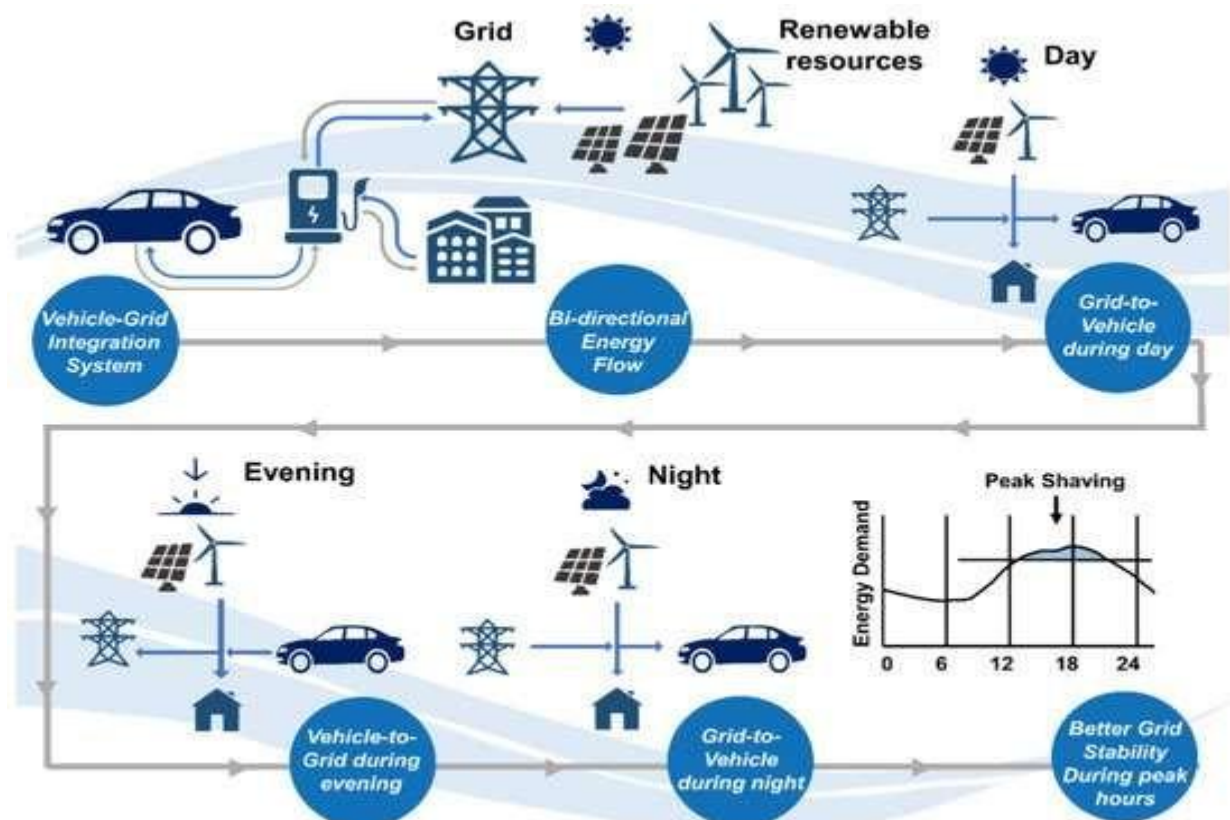 Grid
Renewable
resources
Day
Vehicle-Grid
Integration
System
Bi-directional
Energy
Flow
Grid-to-
Vehicle
during day
Evening
Night
Peak Shaving
Energy Demand
0 6 12 18 24
Vehicle-to-
Grid during
evening
Grid-to-
Vehicle
during night
Better Grid
Stability
During peak
hours